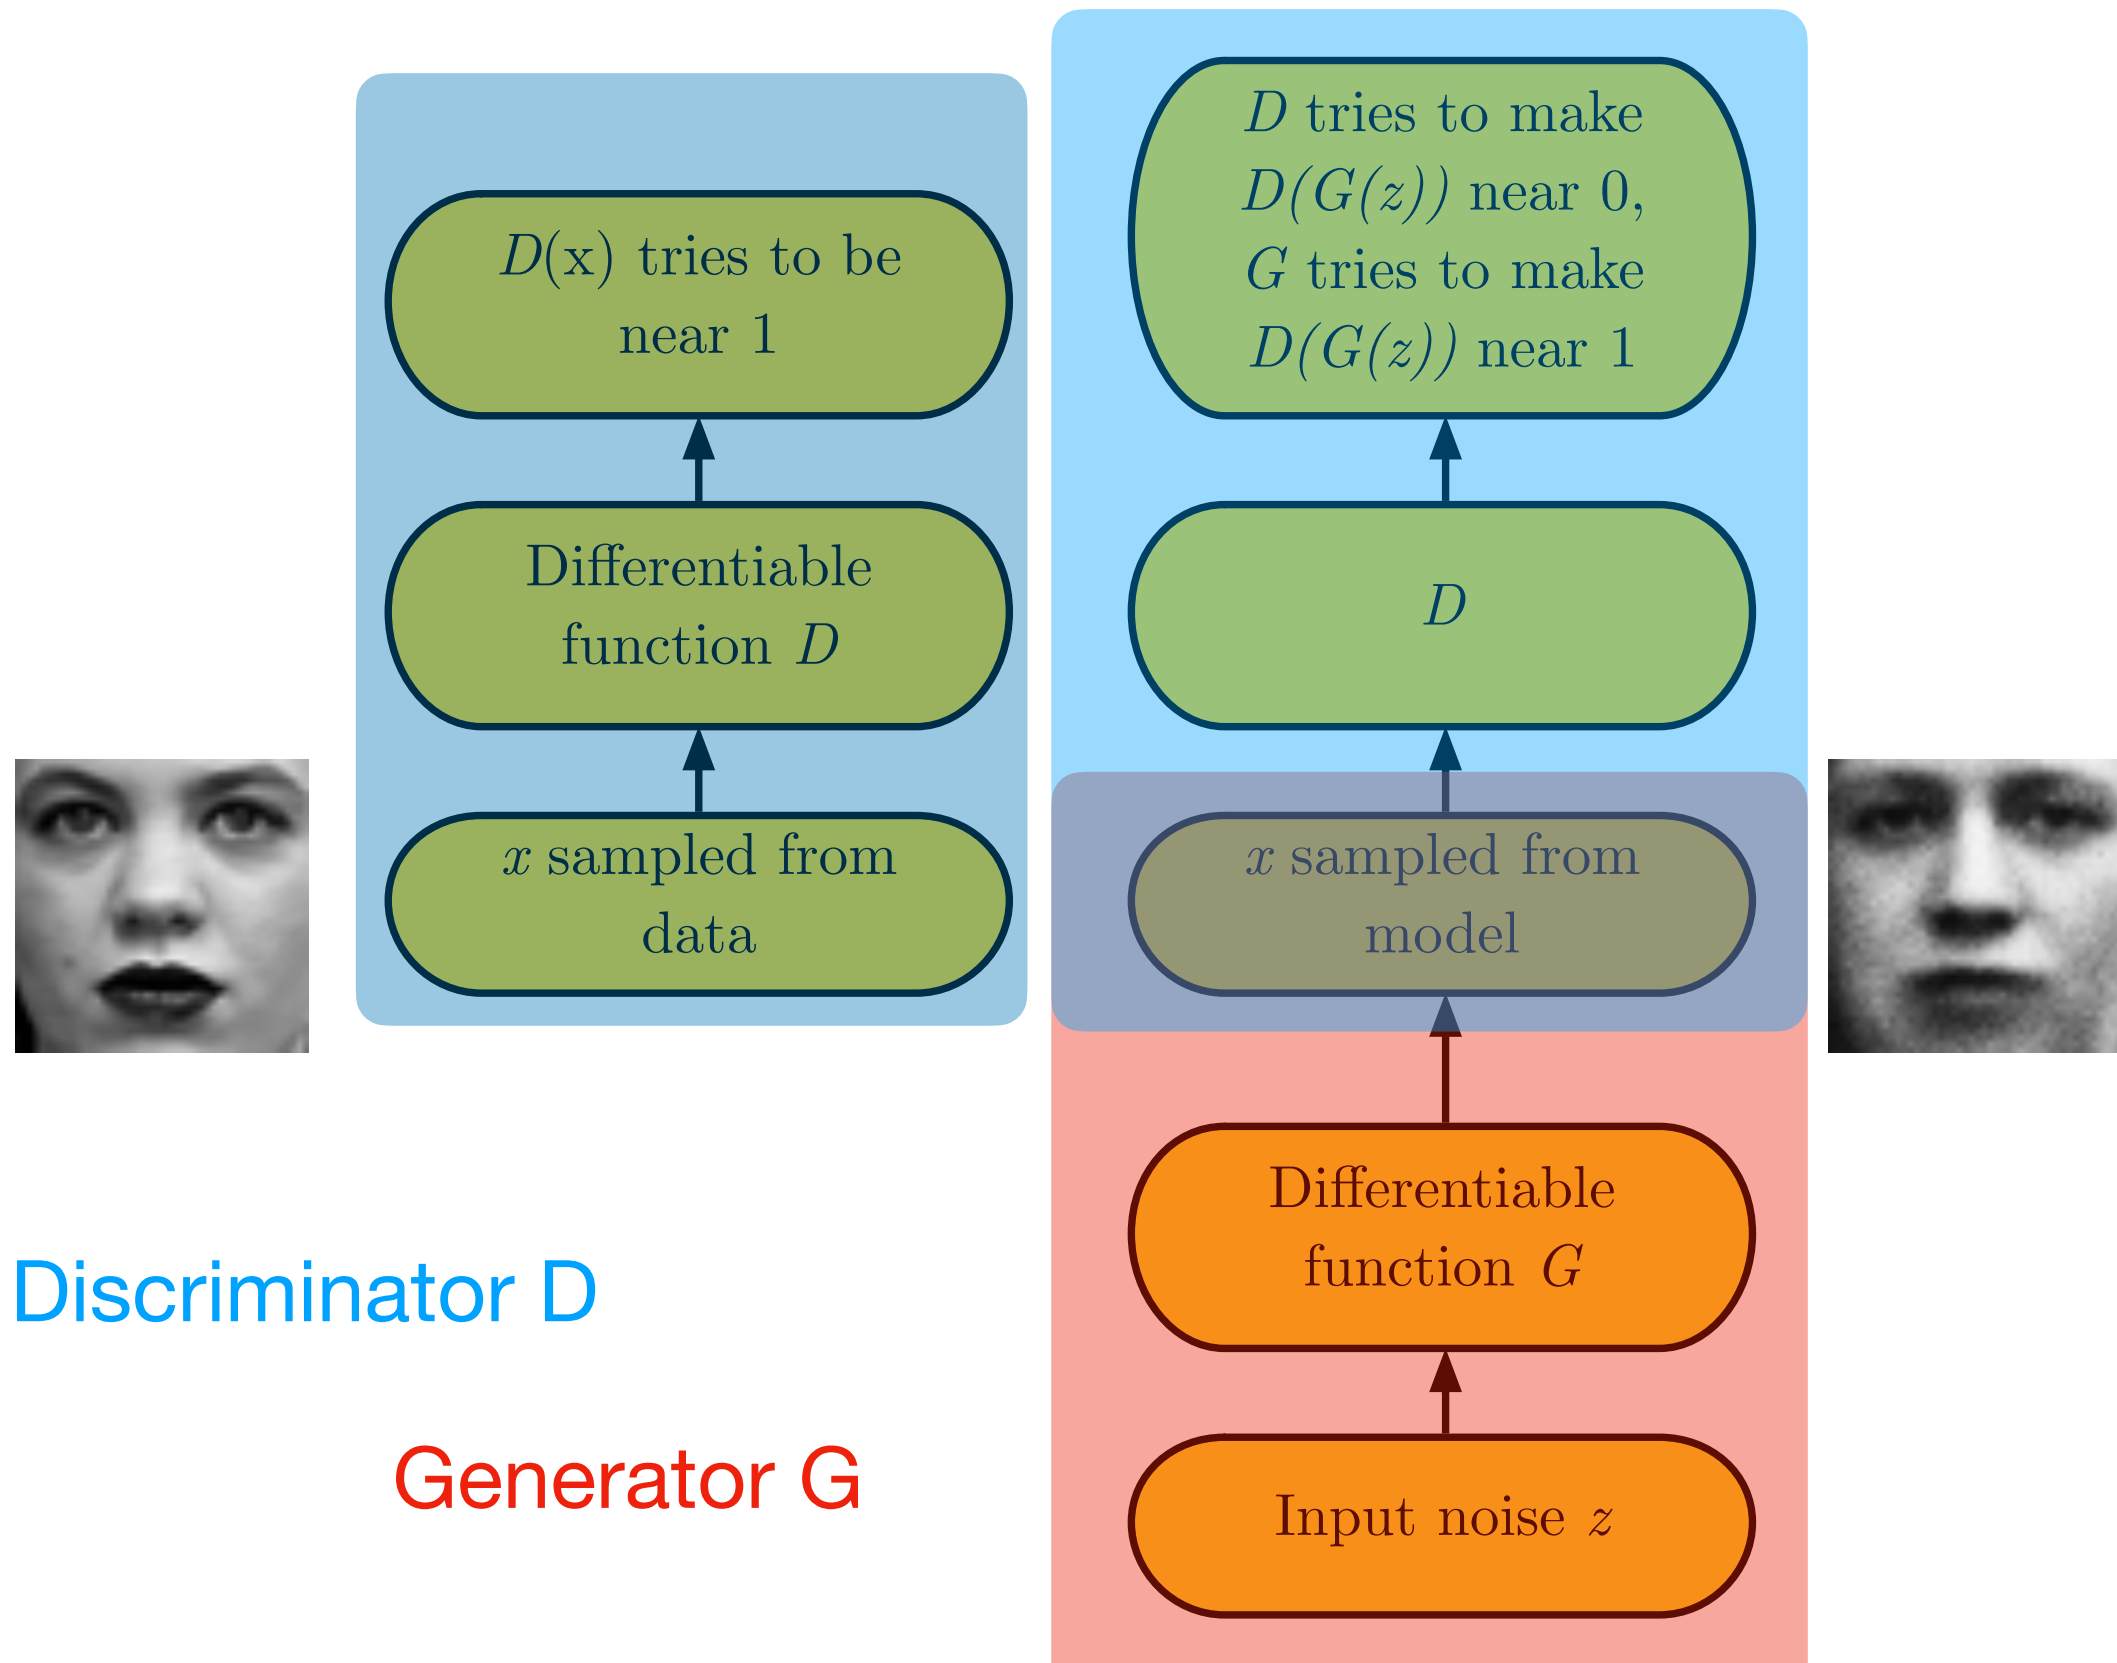 D(x) tries to be
near 1
Differentiable
function D
x sampled from
data
D tries to make
D(G(z)) near 0,
G tries to make
D(G(z)) near 1
D
x sampled from
model
Differentiable
function G
Input noise z
Discriminator D
Generator G